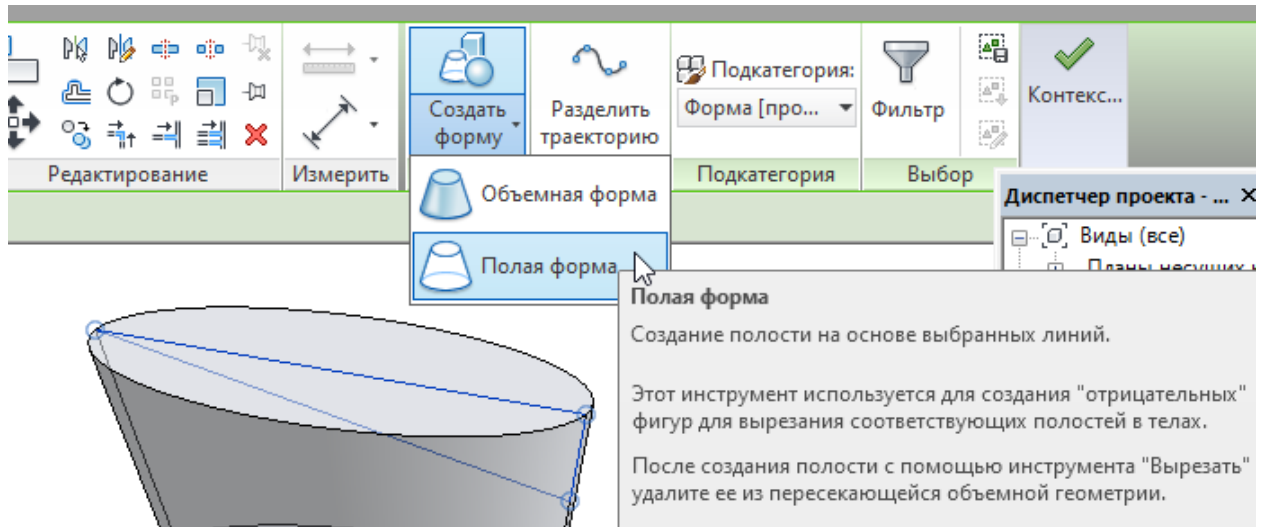 Подкатегория:
Создать
форму
Разделить
траекторию
Форма [про...
Фильтр
Контекс...
Редактирование
Измерить
Подкатегория
Выбор
Объемная форма
Полая форма
Диспетчер проекта - ...
Виды (все)
Планы несущих
Полая форма
Создание полости на основе выбранных линий.
Этот инструмент используется для создания "отрицательных"
фигур для вырезания соответствующих полостей в телах.
После создания полости с помощью инструмента "Вырезать"
удалите ее из пересекающейся объемной геометрии.